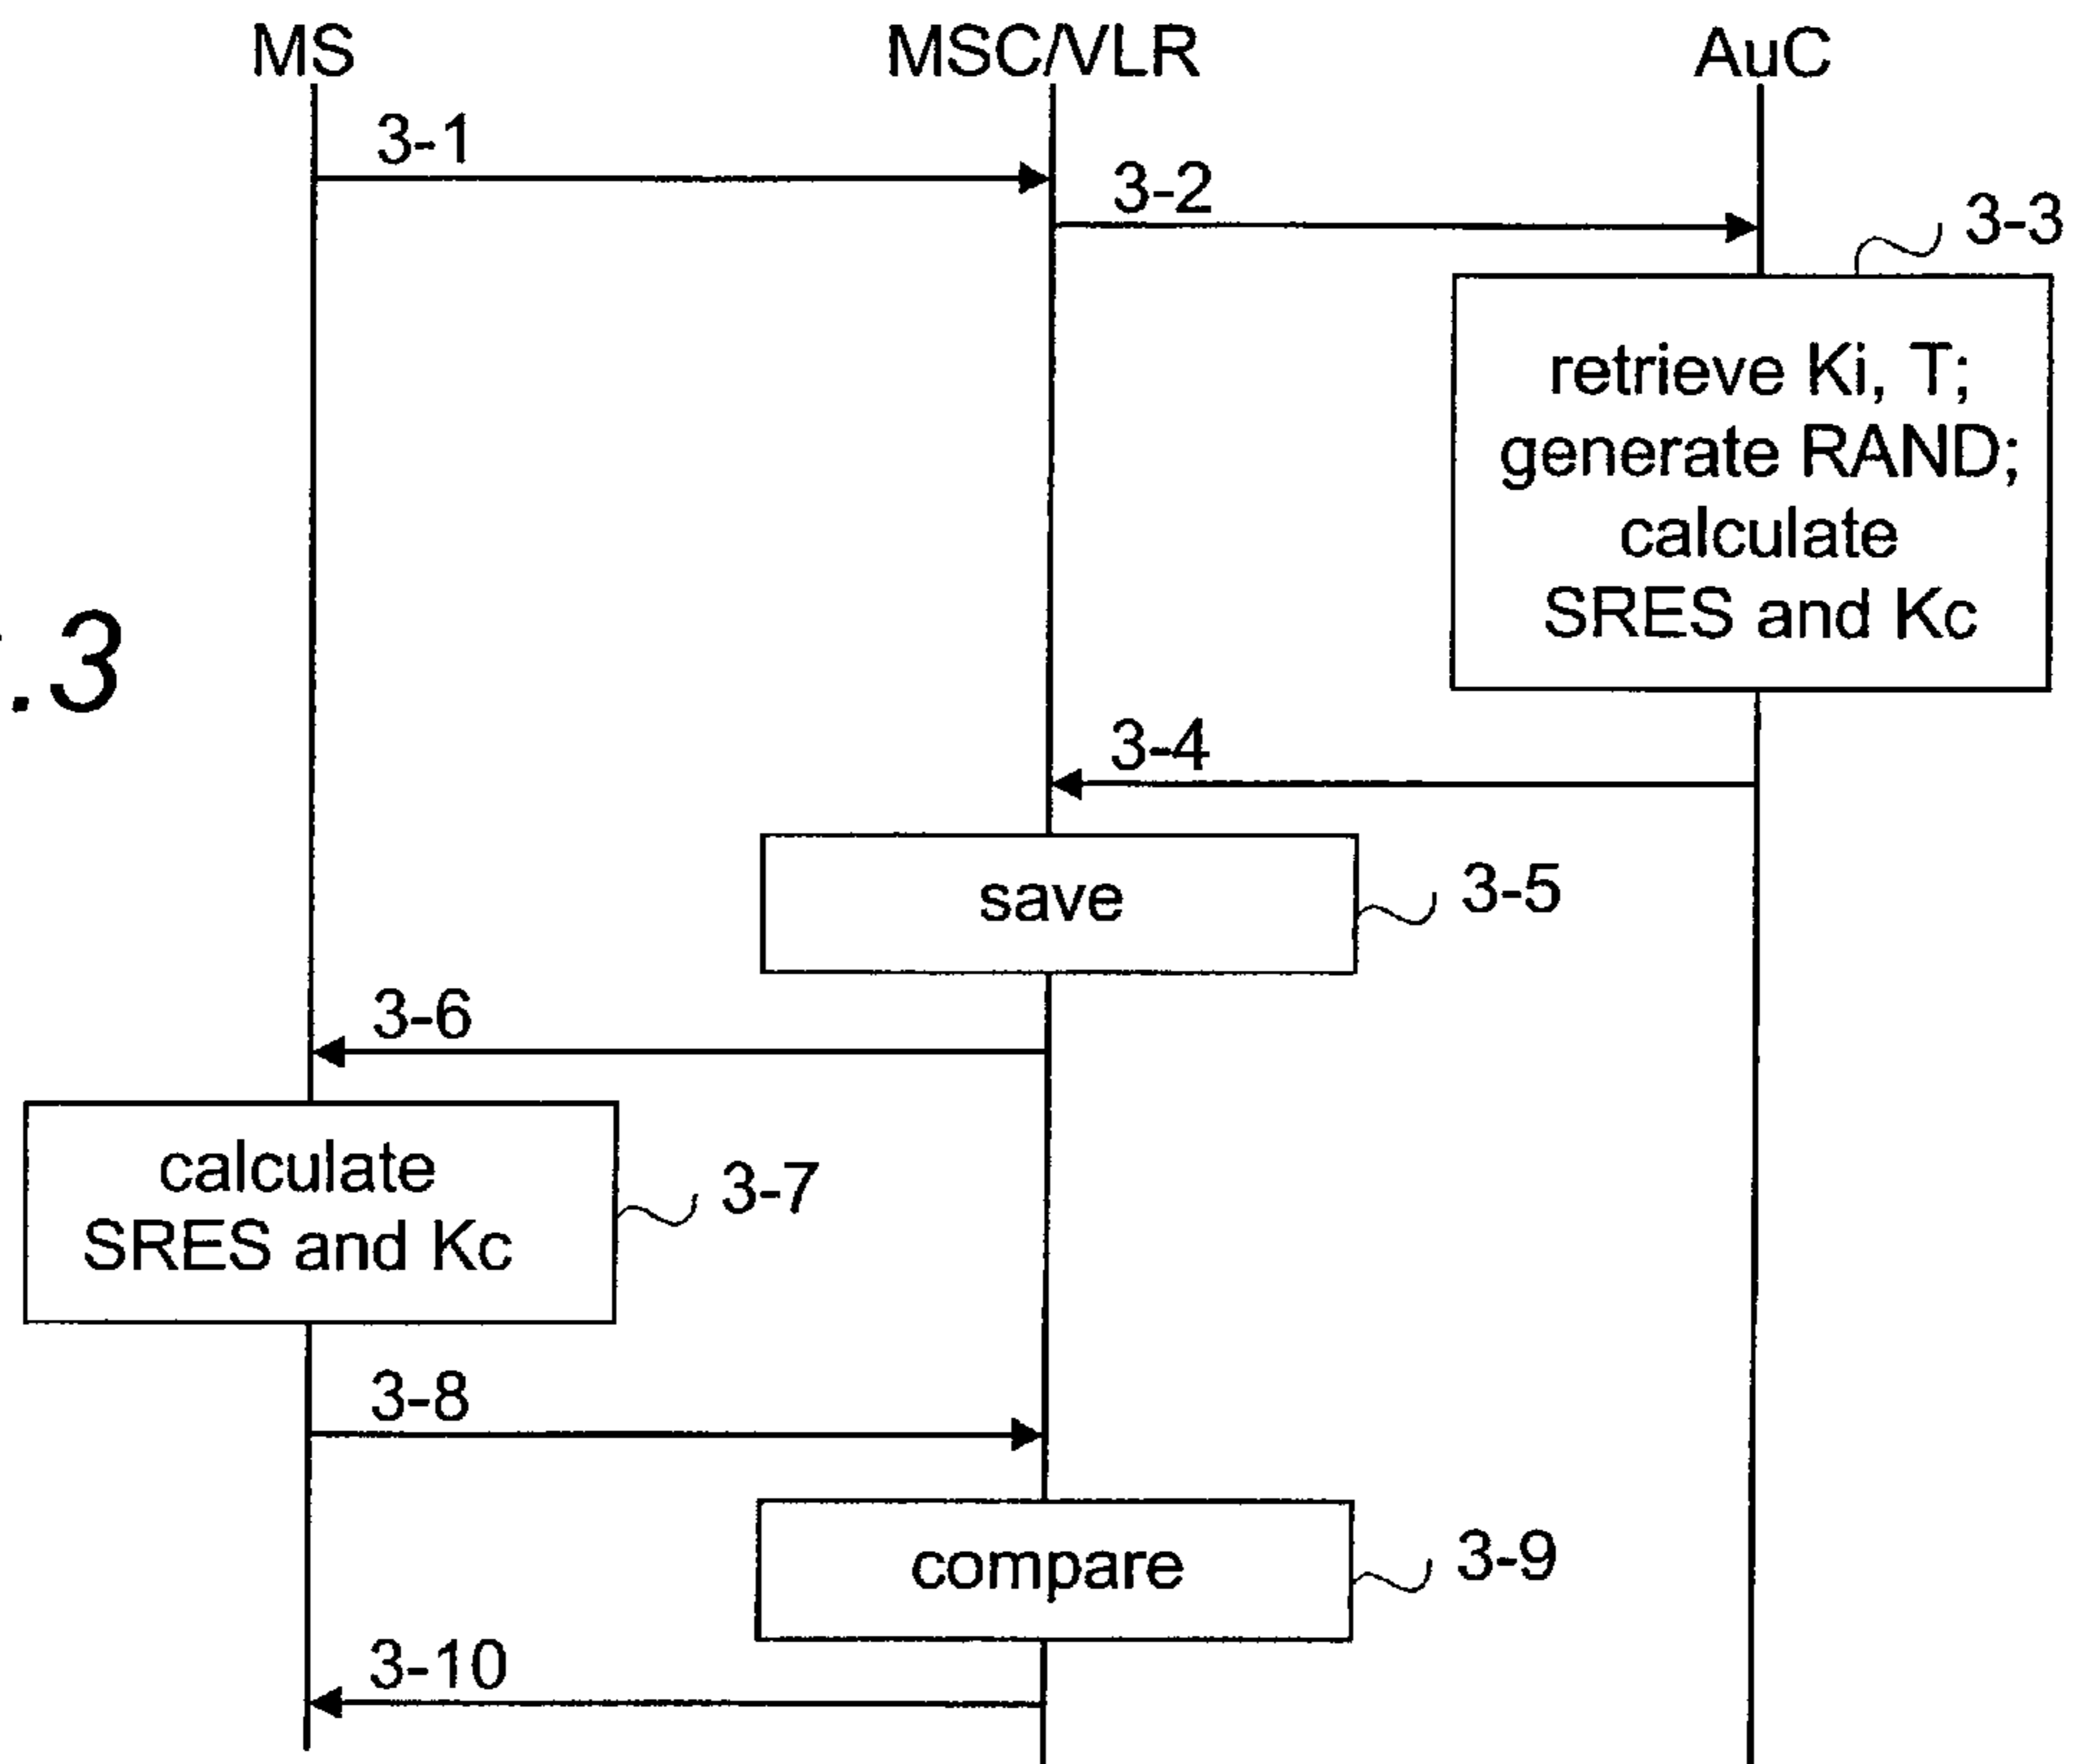 MS MSC/VLR AuC
3-1
3-2
3-3
retrieve Ki, T;
generate RAND;
calculate
SRES and Kc
.3
3-4
save
3-5
3-6
calculate
SRES and Kc
3-7
3-8
compare
3-9
3-10